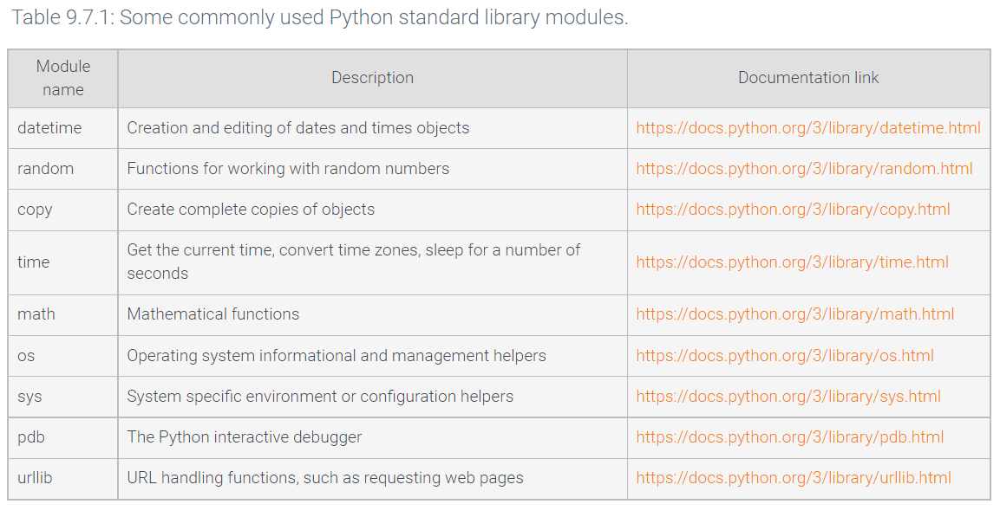 Table 9.7.1: Some commonly used Python standard library modules.
Module
name
Description
Documentation link
datetime
Creation and editing of dates and times objects
https://docs.python.org/3/library/datetime.html
random
Functions for working with random numbers
https://docs.python.org/3/library/random.html
copy
Create complete copies of objects
https://docs.python.org/3/library/copy.html
time
Get the current time, convert time zones, sleep for a number of
seconds
https://docs.python.org/3/library/time.html
math
Mathematical functions
https://docs.python.org/3/library/math.html
os
Operating system informational and management helpers
https://docs.python.org/3/library/os.html
sys
System specific environment or configuration helpers
https://docs.python.org/3/library/sys.html
pdb
The Python interactive debugger
https://docs.python.org/3/library/pdb.html
urllib
URL handling functions, such as requesting web pages
https://docs.python.org/3/library/urllib.html